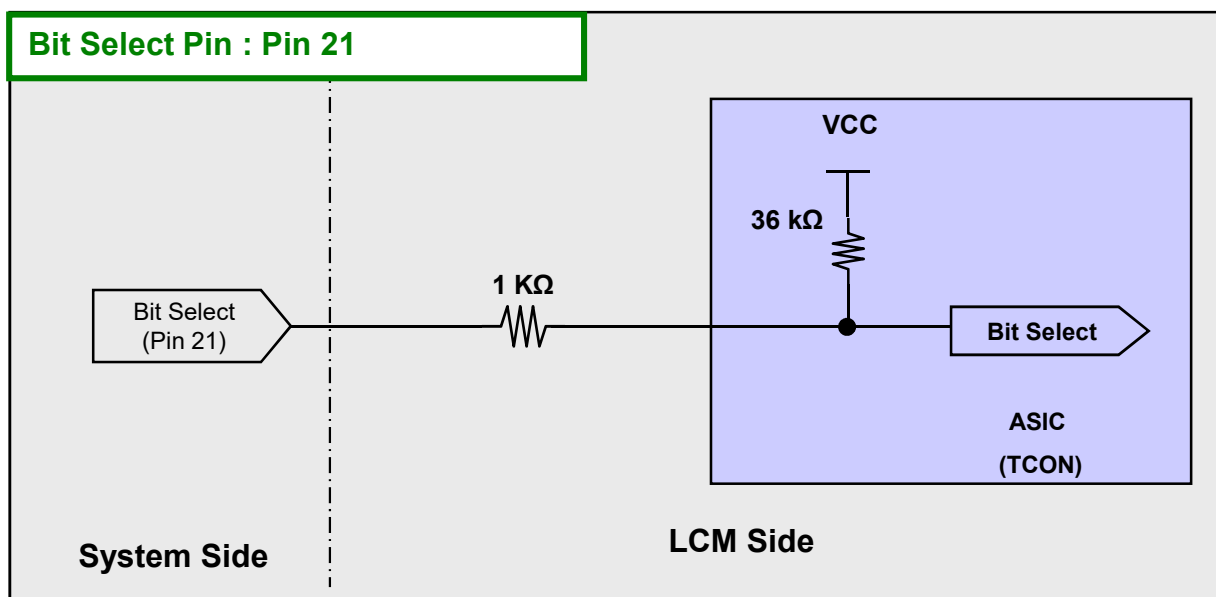 Bit Select Pin : Pin 21
VCC
36 kΩ
1 KΩ
Bit Select
(Pin 21)
Bit Select
ASIC
(TCON)
System Side
LCM Side